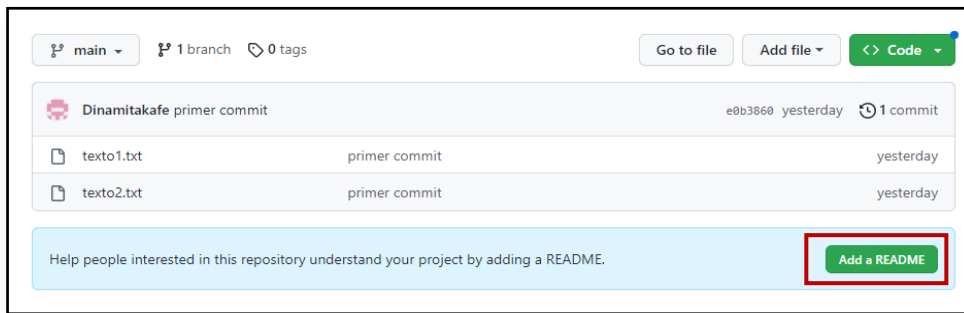 main 1 branch 0 tags Go to file Add file <> Code
Dinamitakafe primer commit e0b3860 yesterday 1 commit
texto1.txt primer commit yesterday
texto2.txt primer commit yesterday
Help people interested in this repository understand your project by adding a README. Add a README